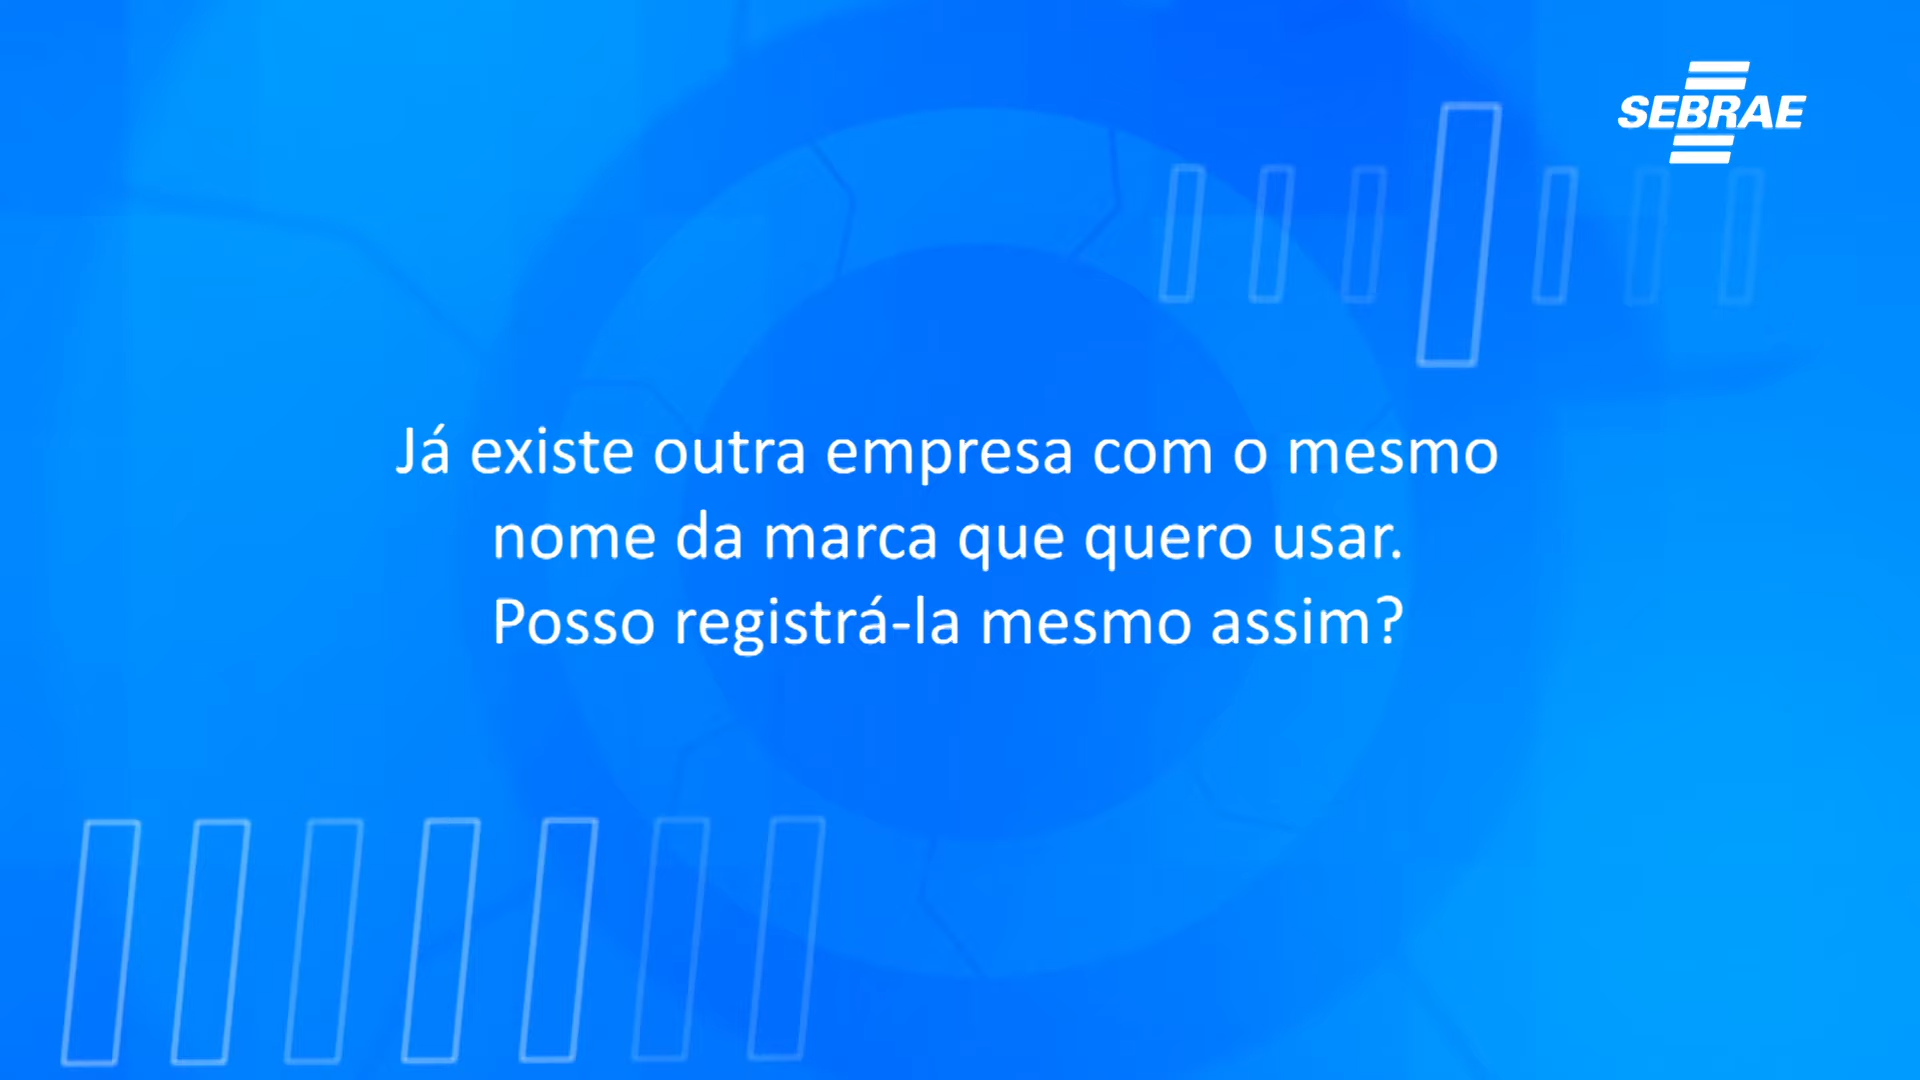 SEBRAE
Já existe outra empresa com o mesmo
nome da marca que quero usar.
Posso registrá-la mesmo assim?